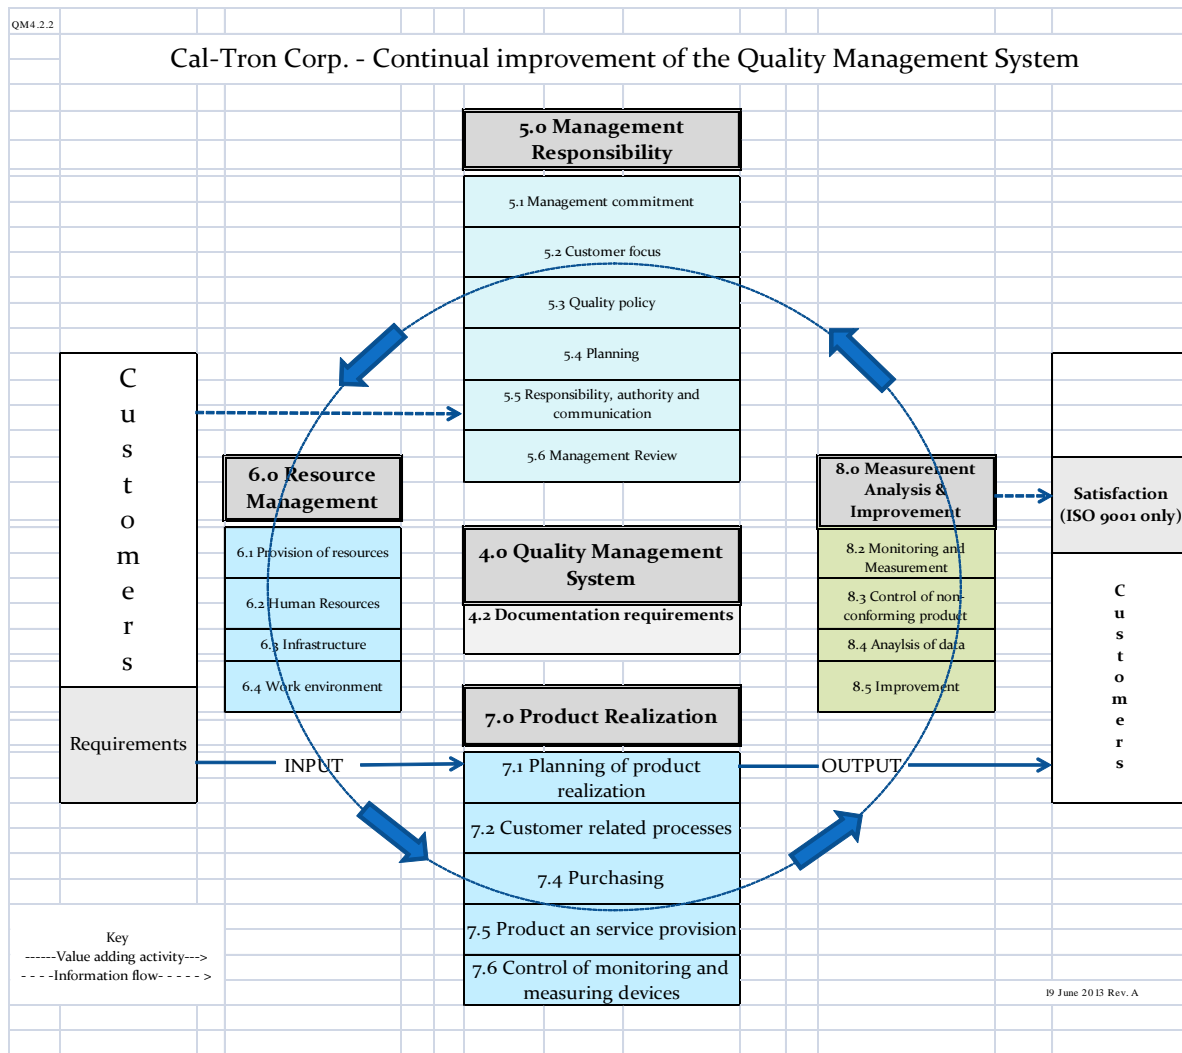 QM4.2.2
Cal-Tron Corp. - Continual improvement of the Quality Management System
5.0 Management
Responsibility
5.1 Management commitment
5.2 Customer focus
5.3 Quality policy
5.4 Planning
5.5 Responsibility, authority and
communication
5.6 Management Review
Customers
Requirements
6.0 Resource
Management
6.1 Provision of resources
6.2 Human Resources
6.3 Infrastructure
6.4 Work environment
4.0 Quality Management
System
4.2 Documentation requirements
8.0 Measurement
Analysis &
Improvement
8.2 Monitoring and
Measurement
8.3 Control of non-
conforming product
8.4 Anaylsis of data
8.5 Improvement
Satisfaction
(ISO 9001 only)
Customers
7.0 Product Realization
INPUT
7.1 Planning of product
realization
OUTPUT
7.2 Customer related processes
7.4 Purchasing
7.5 Product an service provision
7.6 Control of monitoring and
measuring devices
Key
------Value adding activity--->
- - - -Information flow- - - - - >
19 June 2013 Rev. A